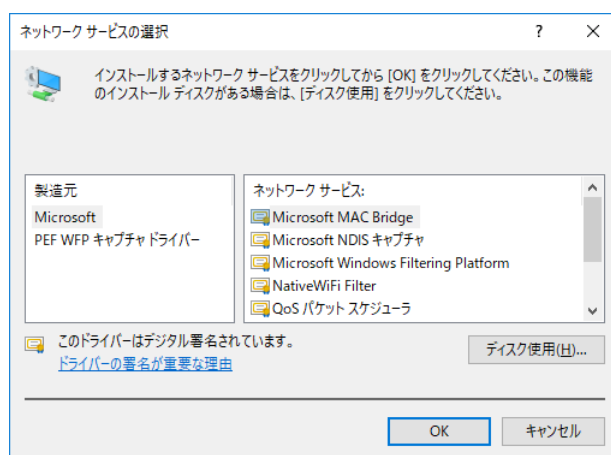 ネットワーク サービスの選択
インストールするネットワーク サービスをクリックしてから [OK] をクリックしてください。この機能
のインストール ディスクがある場合は、[ディスク使用] をクリックしてください。
製造元
Microsoft
PEF WFP キャプチャ ドライバー
ネットワーク サービス:
Microsoft MAC Bridge
Microsoft NDIS キャプチャ
Microsoft Windows Filtering Platform
NativeWiFi Filter
QoS パケット スケジューラ
このドライバーはデジタル署名されています。
ドライバーの署名が重要な理由
ディスク使用(H)...
OK
キャンセル